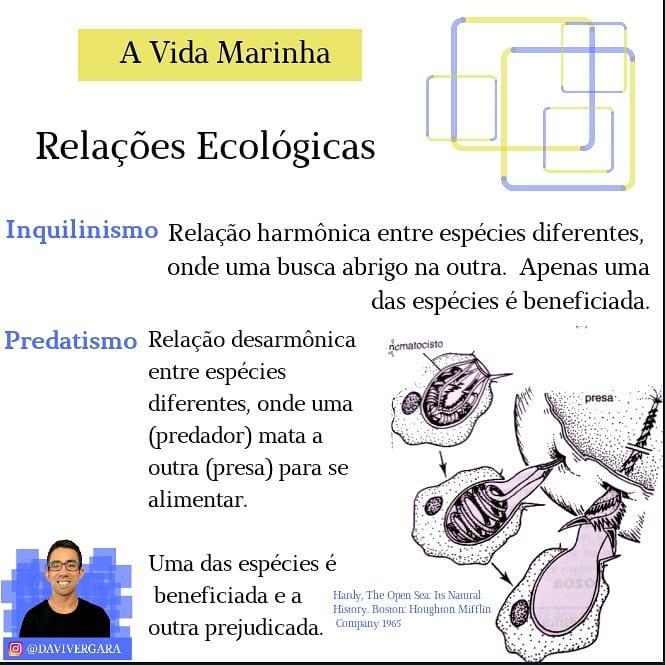 A Vida Marinha
Relações Ecológicas
Inquilinismo Relação harmônica entre espécies diferentes,
onde uma busca abrigo na outra. Apenas uma
das espécies é beneficiada.
Predatismo Relação desarmônica
entre espécies
diferentes, onde uma
(predador) mata a
outra (presa) para se
alimentar.
Uma das espécies é
beneficiada e a
outra prejudicada.
nematocisto
presa
Hardy, The Open Sea: Its Naural
History. Boston: Houghton Mifflin
Company 1965
@DAVIVERGARA